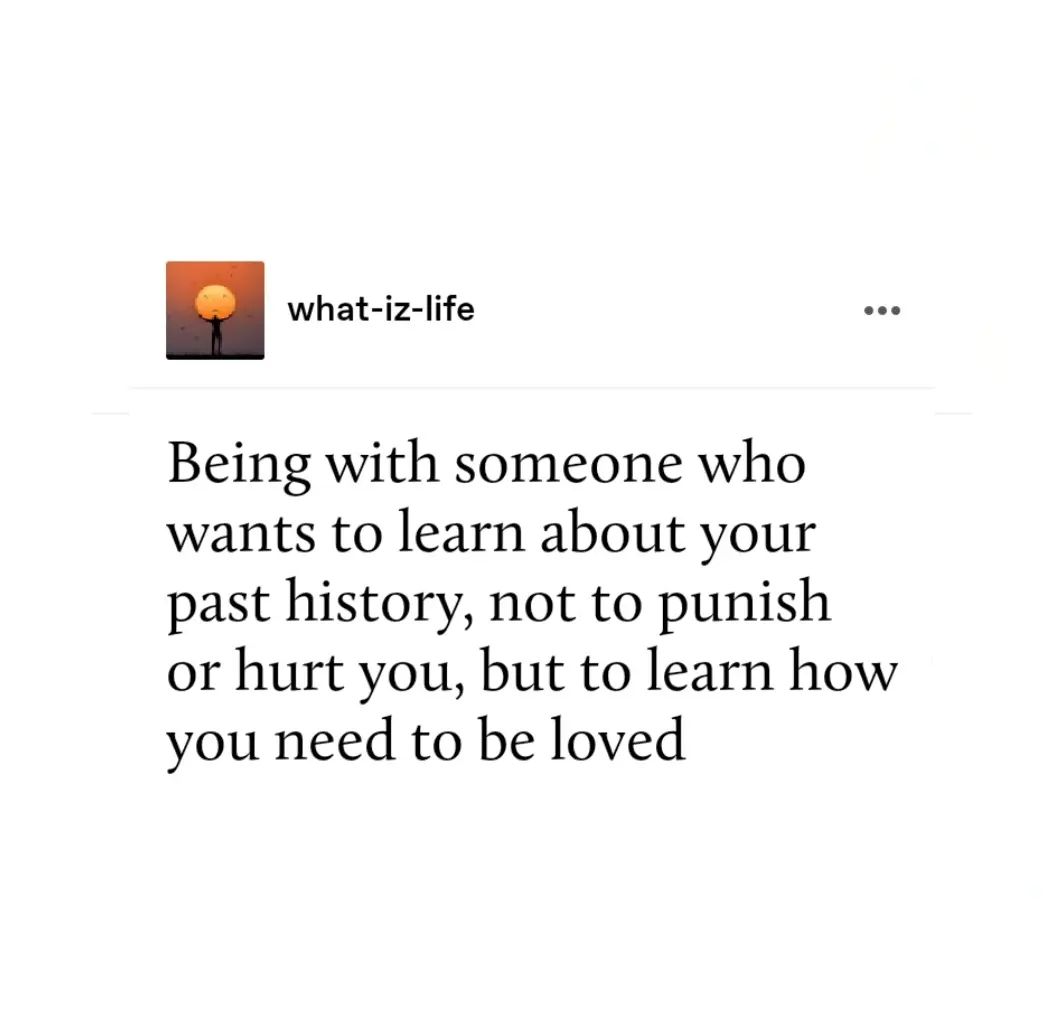 what-iz-life
Being with someone who
wants to learn about your
past history, not to punish
or hurt you, but to learn how
you need to be loved